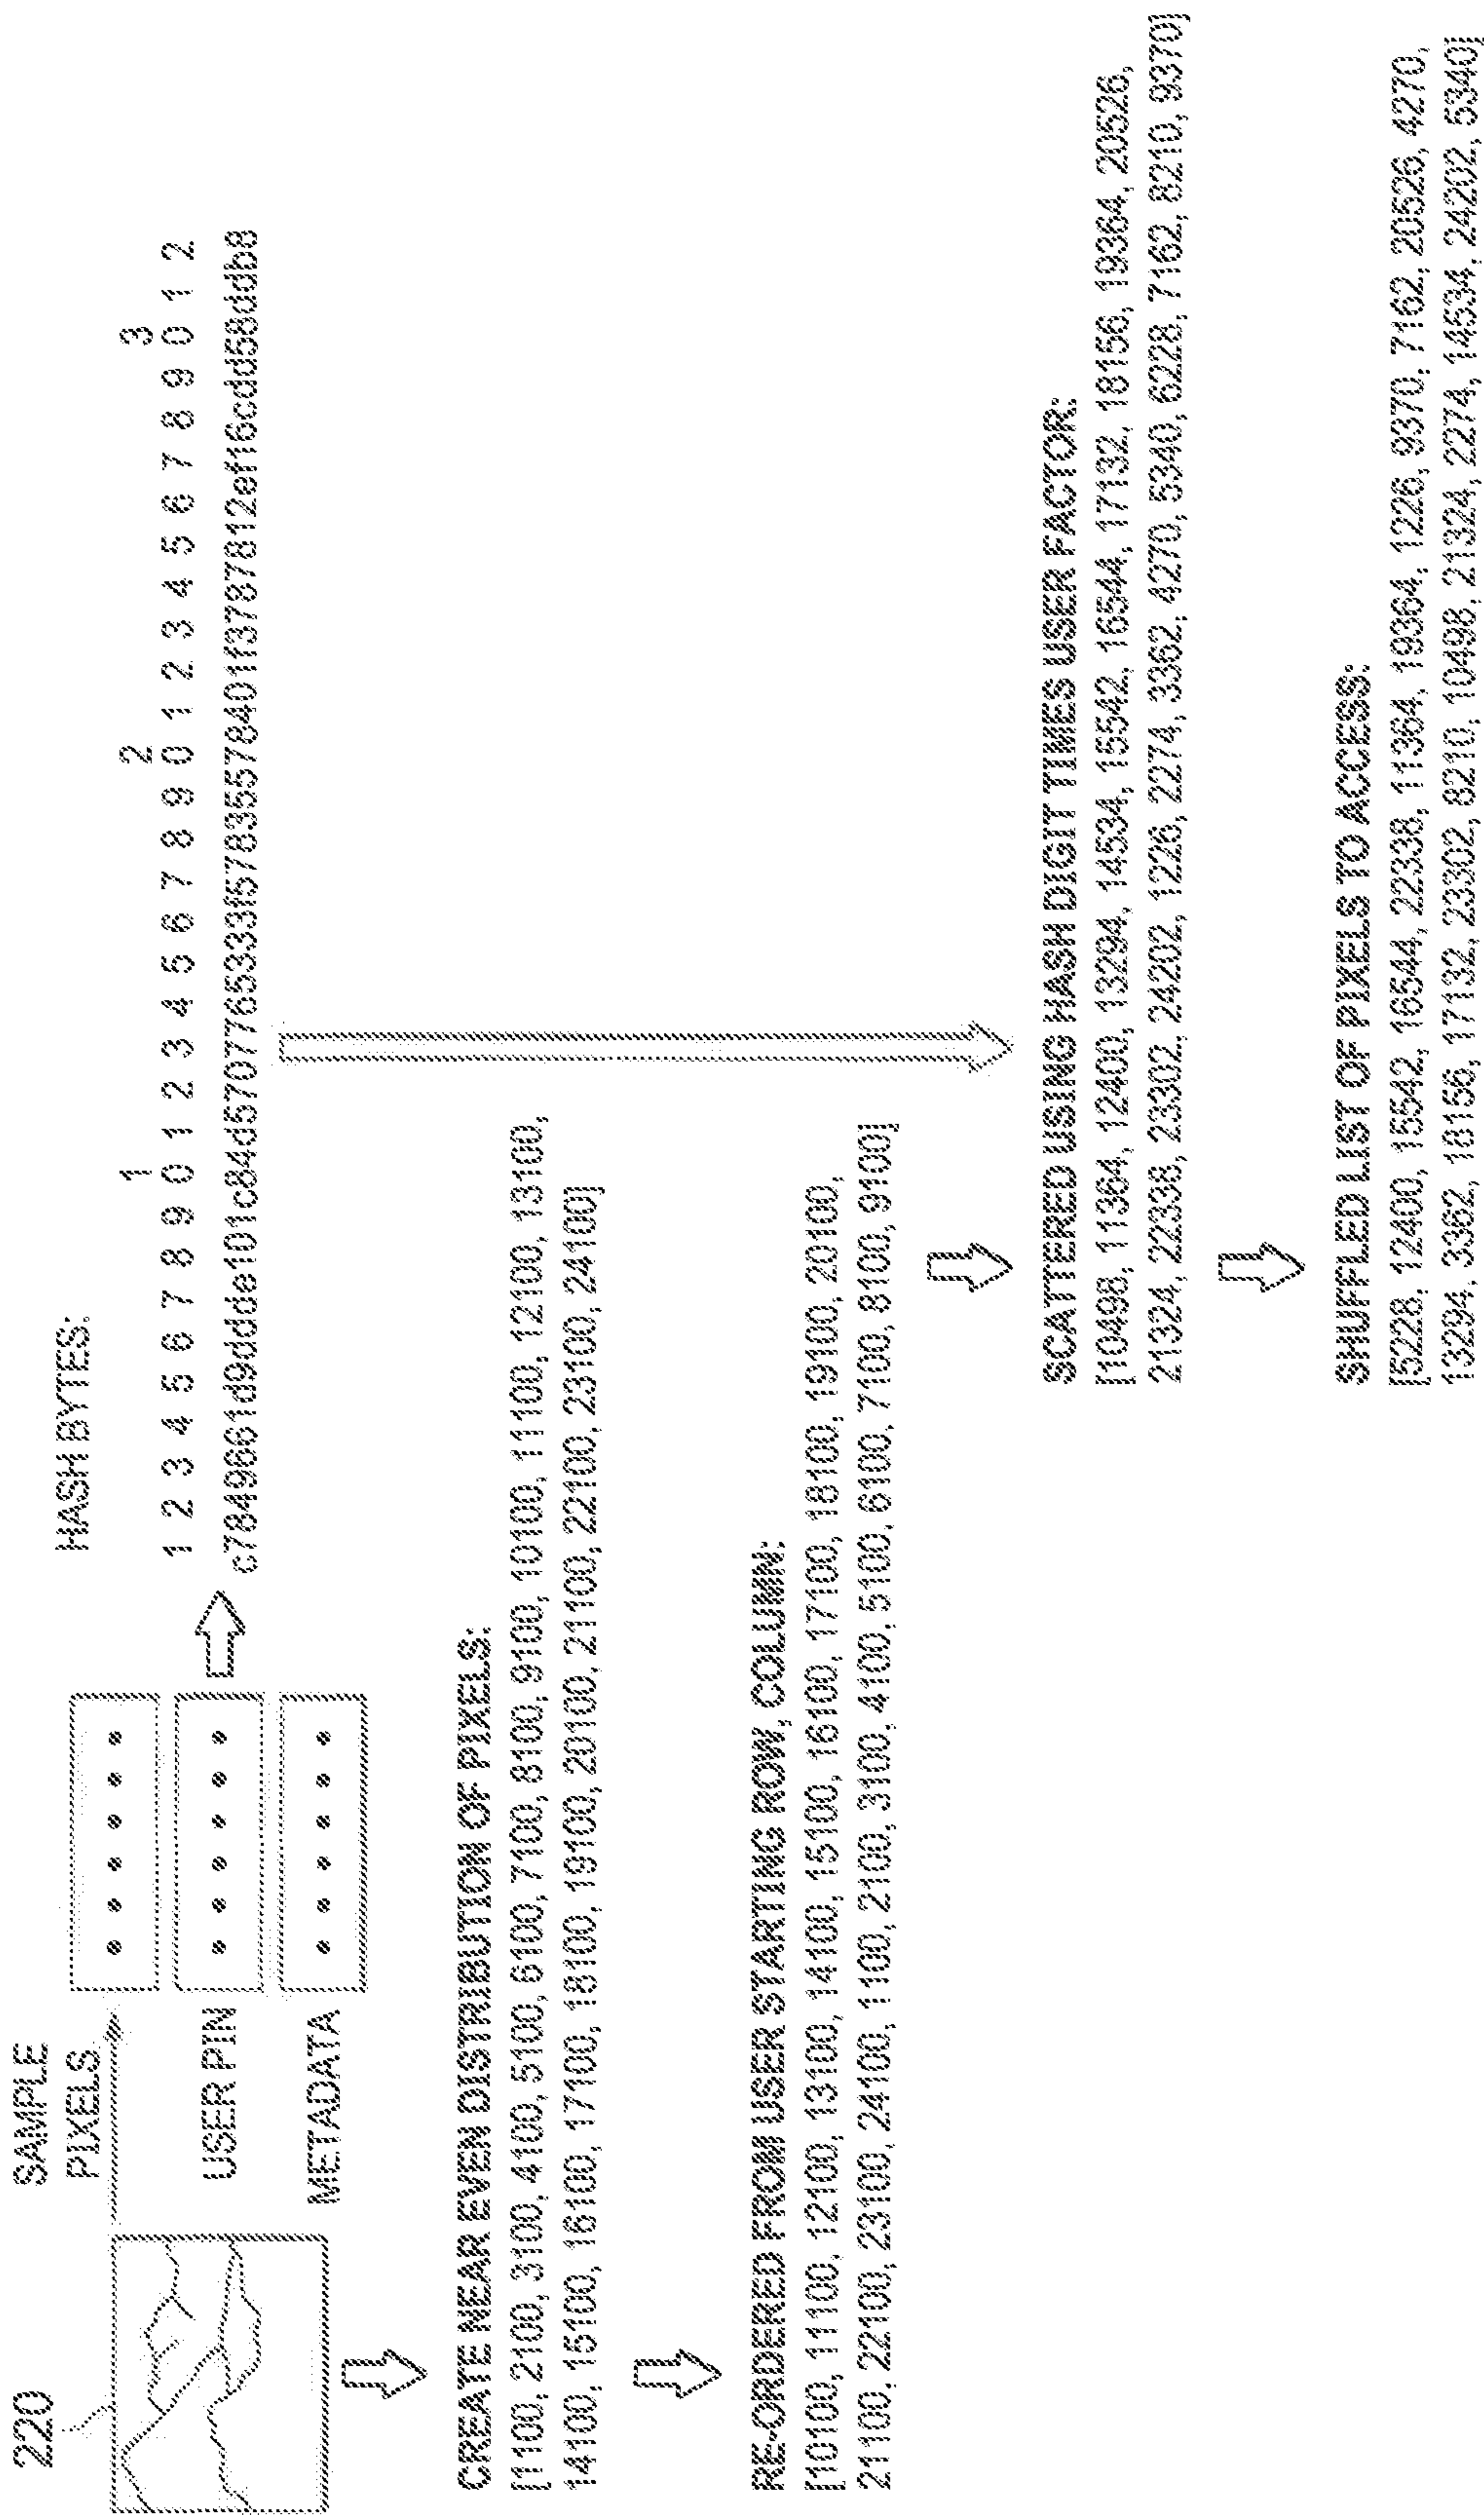 220
SAMPLE
PIXELS
USER PIN
METADATA
HASH BYTES:
1 2 3
1 2 3 4 5 6 7 8 9 0 1 2 3 4 5 6 7 8 9 0 1 2 3 4 5 6 7 8 9 0 1 2
c7849661d9ddde101c84d5707765333f57835578401f3787812ef16cdd58ddb8
CREATE NEAR EVEN DISTRIBUTION OF PIXELS:
[1100, 2100, 3100, 4100, 5100, 6100, 7100, 8100, 9100, 10100, 11100, 12100, 13100,
14100, 15100, 16100, 17100, 18100, 19100, 20100, 21100, 22100, 23100, 24100]
RE-ORDERED FROM USER STARTING ROW, COLUMN:
[10100, 11100, 12100, 13100, 14100, 15100, 16100, 17100, 18100, 19100, 20100,
21100, 22100, 23100, 24100, 1100, 2100, 3100, 4100, 5100, 6100, 7100, 8100, 9100]
SCATTERED USING HASH DIGIT TIMES USER FACTOR:
[10498, 11364, 12400, 13294, 14534, 15542, 16544, 17132, 18156, 19364, 20526,
21324, 22338, 23302, 24202, 1226, 2274, 3362, 4270, 5340, 6228, 7162, 8210, 9370]
SHUFFLED LIST OF PIXELS TO ACCESS:
[5228, 12400, 15542, 16544, 22338, 11364, 19364, 1226, 9370, 7162, 20526, 4270,
13294, 3362, 18156, 17132, 23302, 8210, 10498, 21324, 2274, 14534, 24202, 5340]